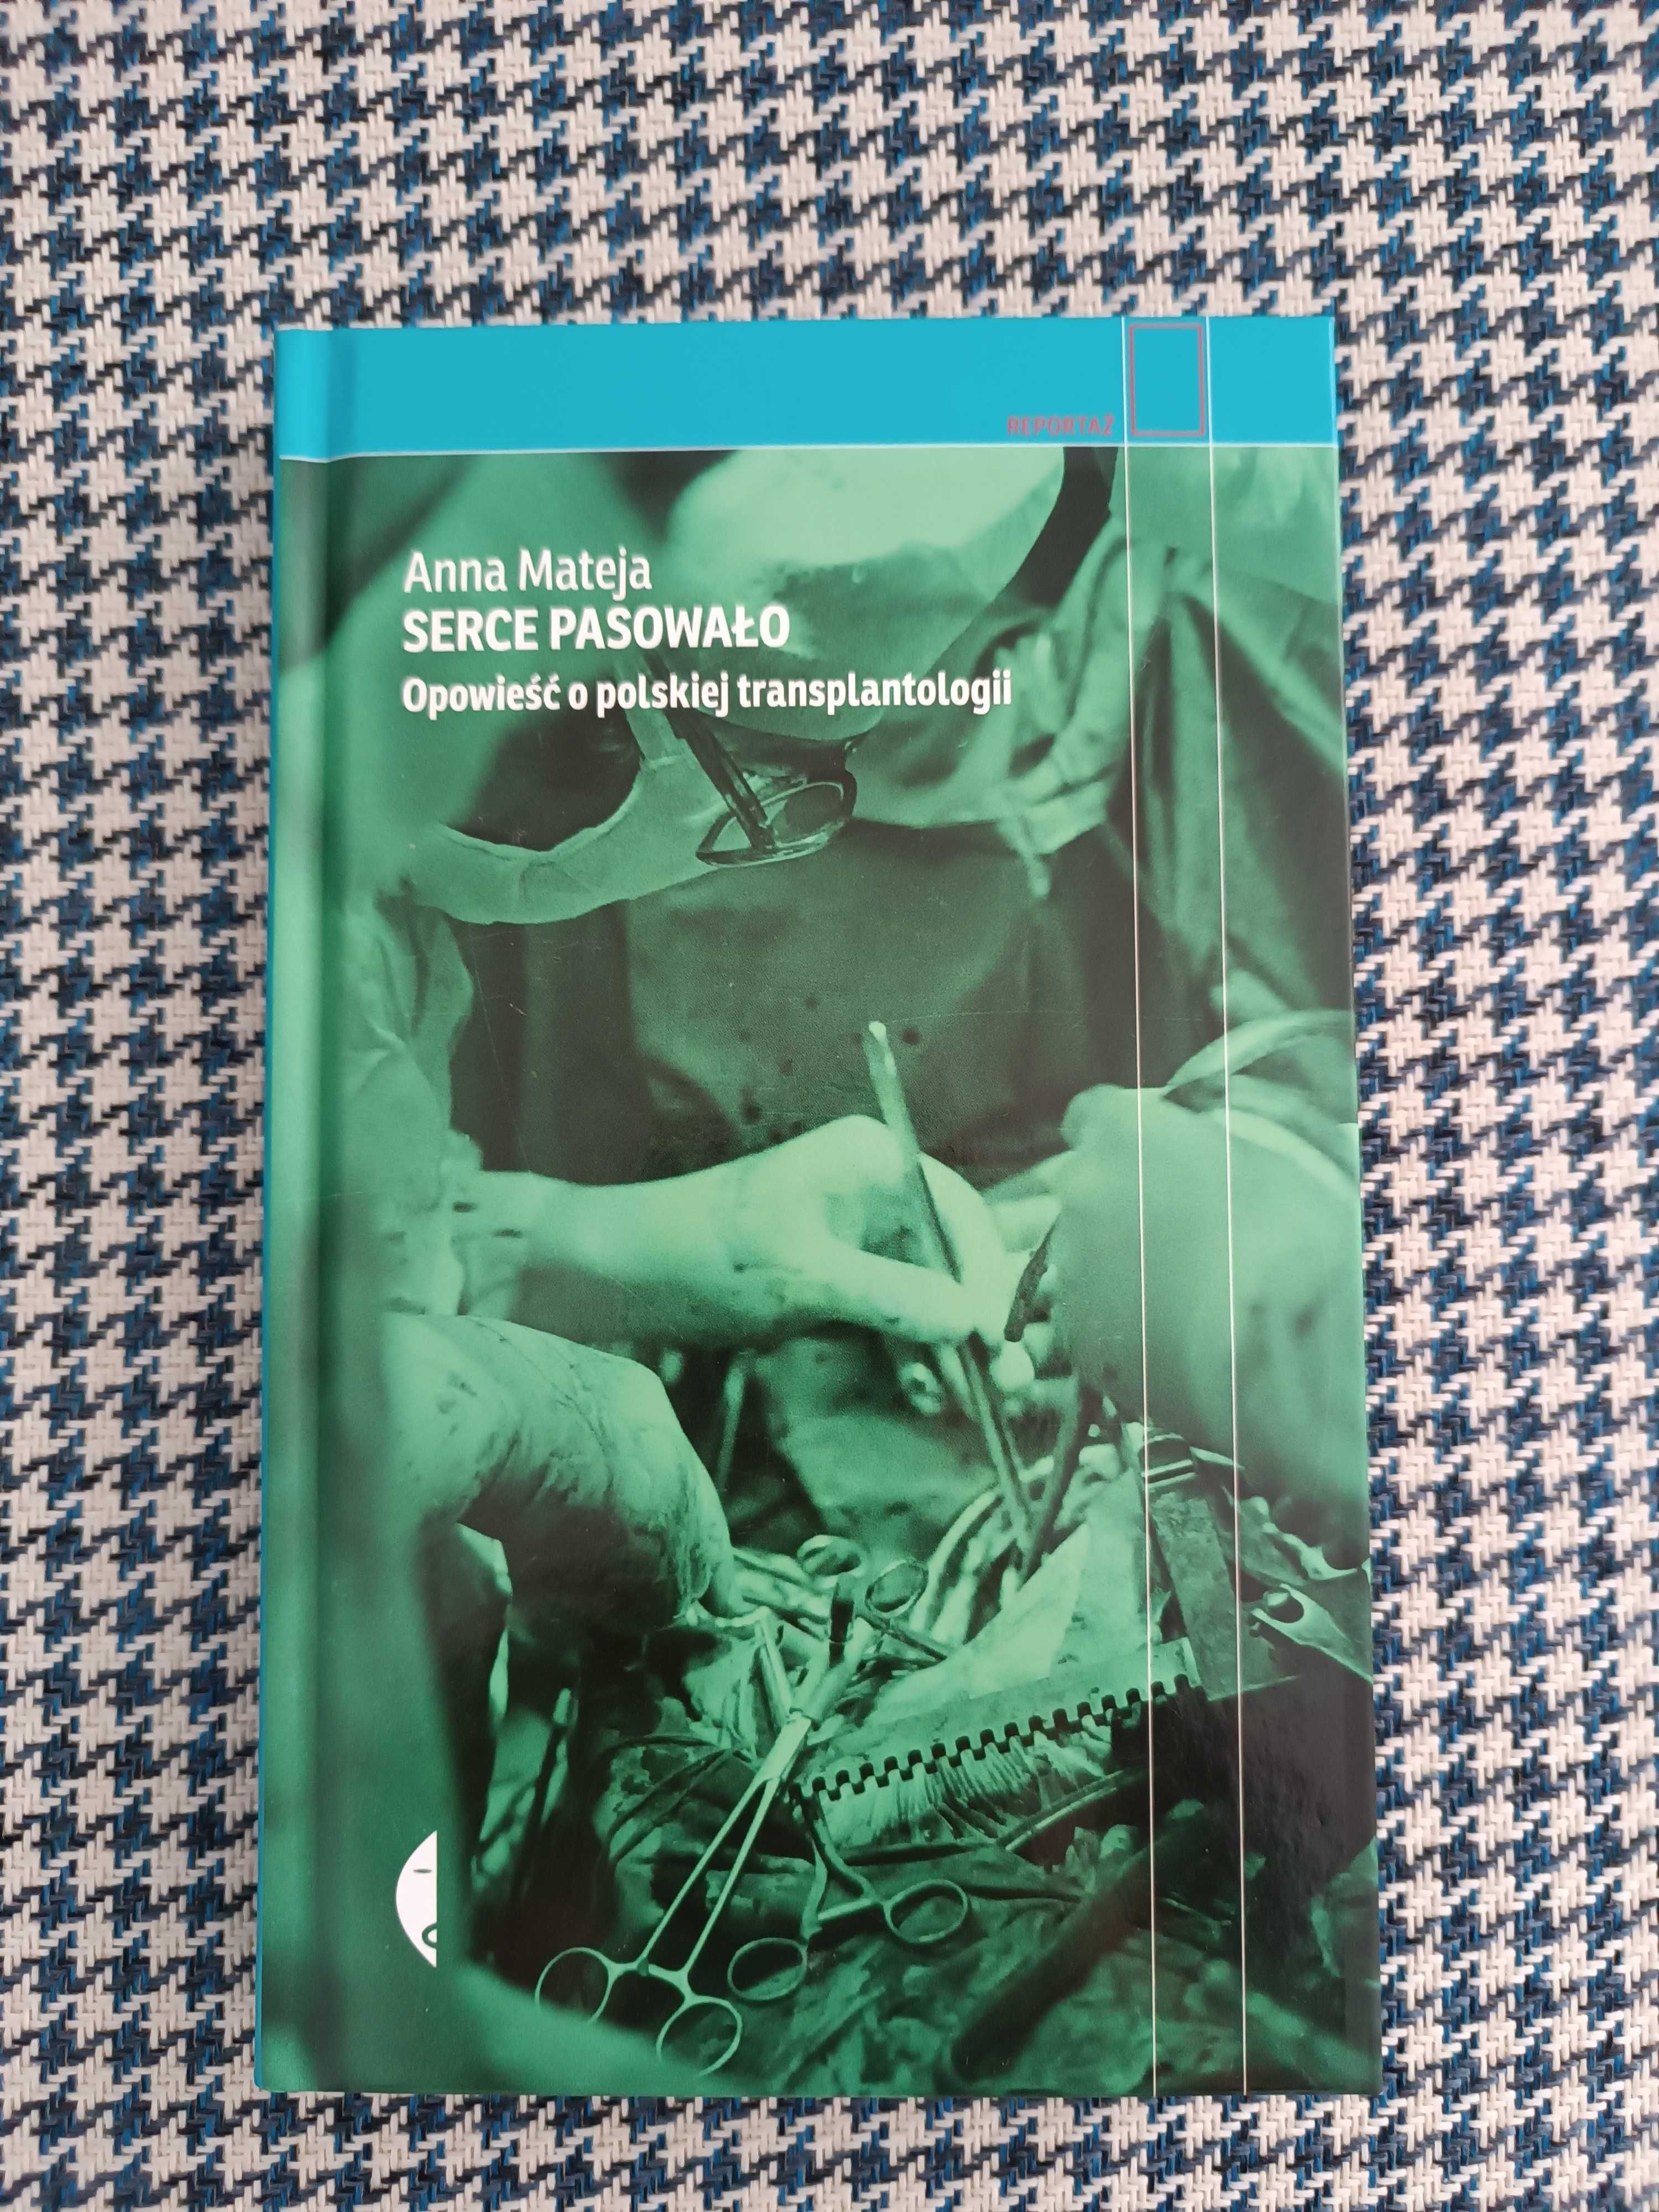 REPORTAŻ
Anna Mateja
SERCE PASOWAŁO
Opowieść o polskiej transplantologii